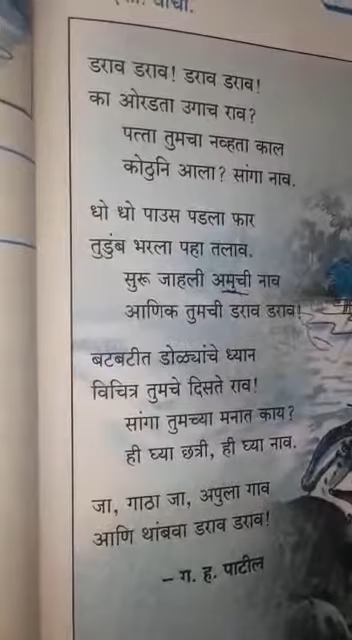 वाचा.
डराव डराव! डराव डराव!
का ओरडता उगाच राव?
पत्ता तुमचा नव्हता काल
कोठुनि आला? सांगा नाव.
धो धो पाउस पडला फार
तुडुंब भरला पहा तलाव.
सुरू जाहली अमुची नाव
आणिक तुमची डराव डराव!
बटबटीत डोळ्यांचे ध्यान
विचित्र तुमचे दिसते राव!
सांगा तुमच्या मनात काय?
ही घ्या छत्री, ही घ्या नाव.
जा, गाठा जा, अपुला गाव
आणि थांबवा डराव डराव!
– ग. ह. पाटील